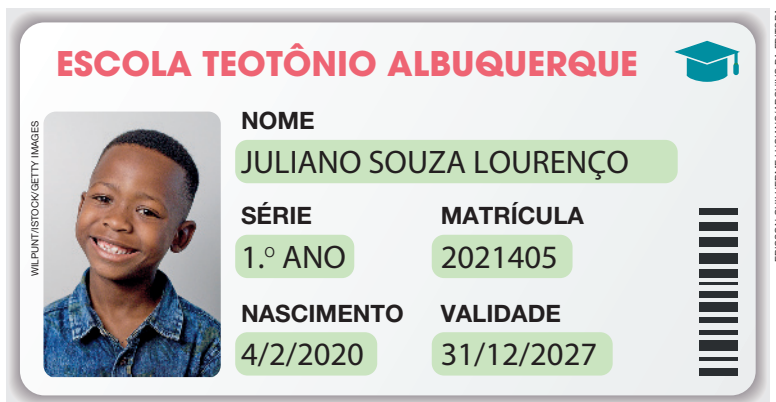 ESCOLA TEOTÔNIO ALBUQUERQUE
NOME
JULIANO SOUZA LOURENÇO
SÉRIE MATRÍCULA
1.º ANO 2021405
NASCIMENTO VALIDADE
4/2/2020 31/12/2027
WILPUNT/ISTOCK/GETTY IMAGES